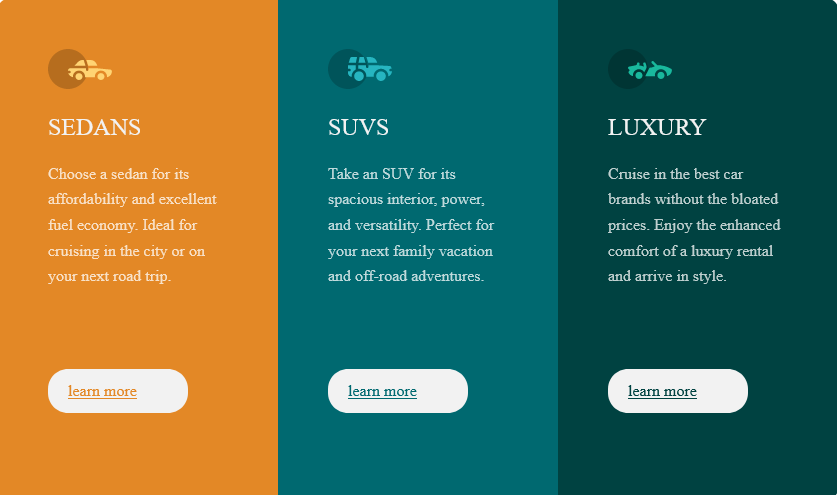 SEDANS
Choose a sedan for its
affordability and excellent
fuel economy. Ideal for
cruising in the city or on
your next road trip.
learn more
SUVS
Take an SUV for its
spacious interior, power,
and versatility. Perfect for
your next family vacation
and off-road adventures.
learn more
LUXURY
Cruise in the best car
brands without the bloated
prices. Enjoy the enhanced
comfort of a luxury rental
and arrive in style.
learn more